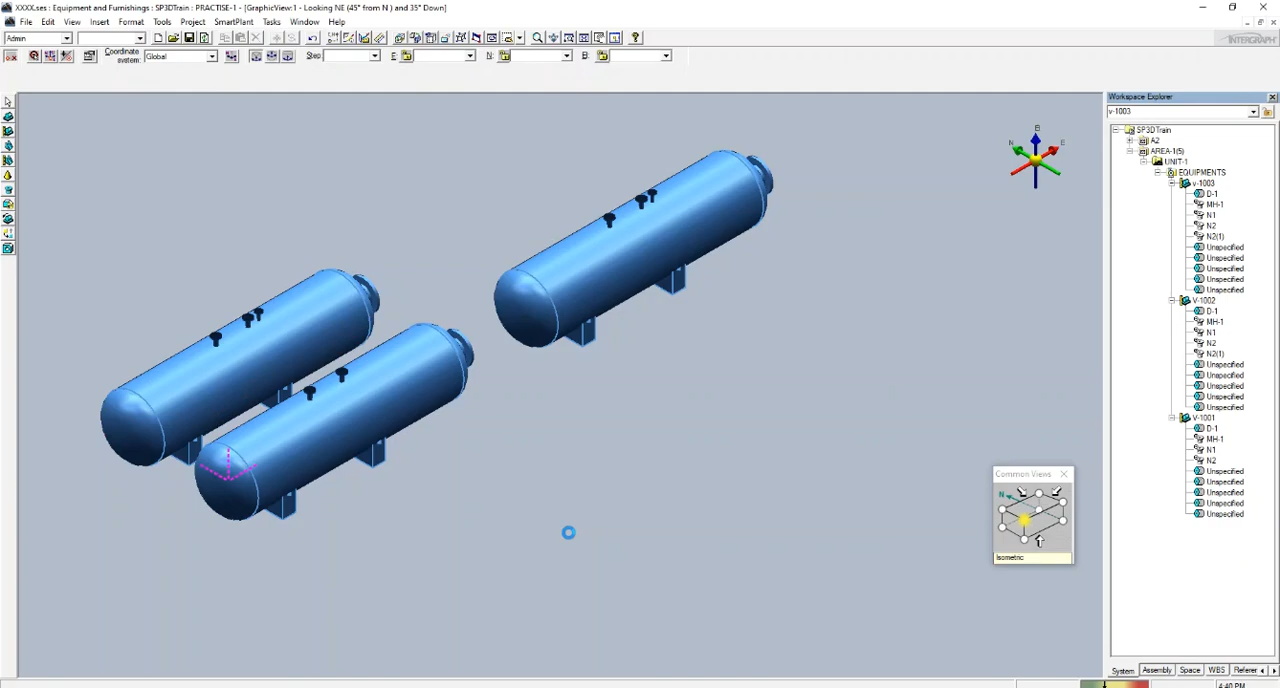 XXXX.ses : Equipment and Furnishings : SP3DTrain : PRACTISE-1 - [GraphicView:1 - Looking NE (45° from N ) and 35° Down]
File Edit View Insert Format Tools Project SmartPlant Tasks Window Help
Admin
INTERGRAPH
Coordinate system: Global Step E: N: B:
Workspace Explorer
v-1003
SP3DTrain
A2
AREA-1(5)
UNIT-1
EQUIPMENTS
v-1003
D-1
MH-1
N1
N2
N2(1)
Unspecified
Unspecified
Unspecified
Unspecified
Unspecified
V-1002
D-1
MH-1
N1
N2
N2(1)
Unspecified
Unspecified
Unspecified
Unspecified
Unspecified
V-1001
D-1
MH-1
N1
N2
Unspecified
Unspecified
Unspecified
Unspecified
Unspecified
B
N E
Common Views
N
Isometric
System Assembly Space WBS Referer
4:40 PM